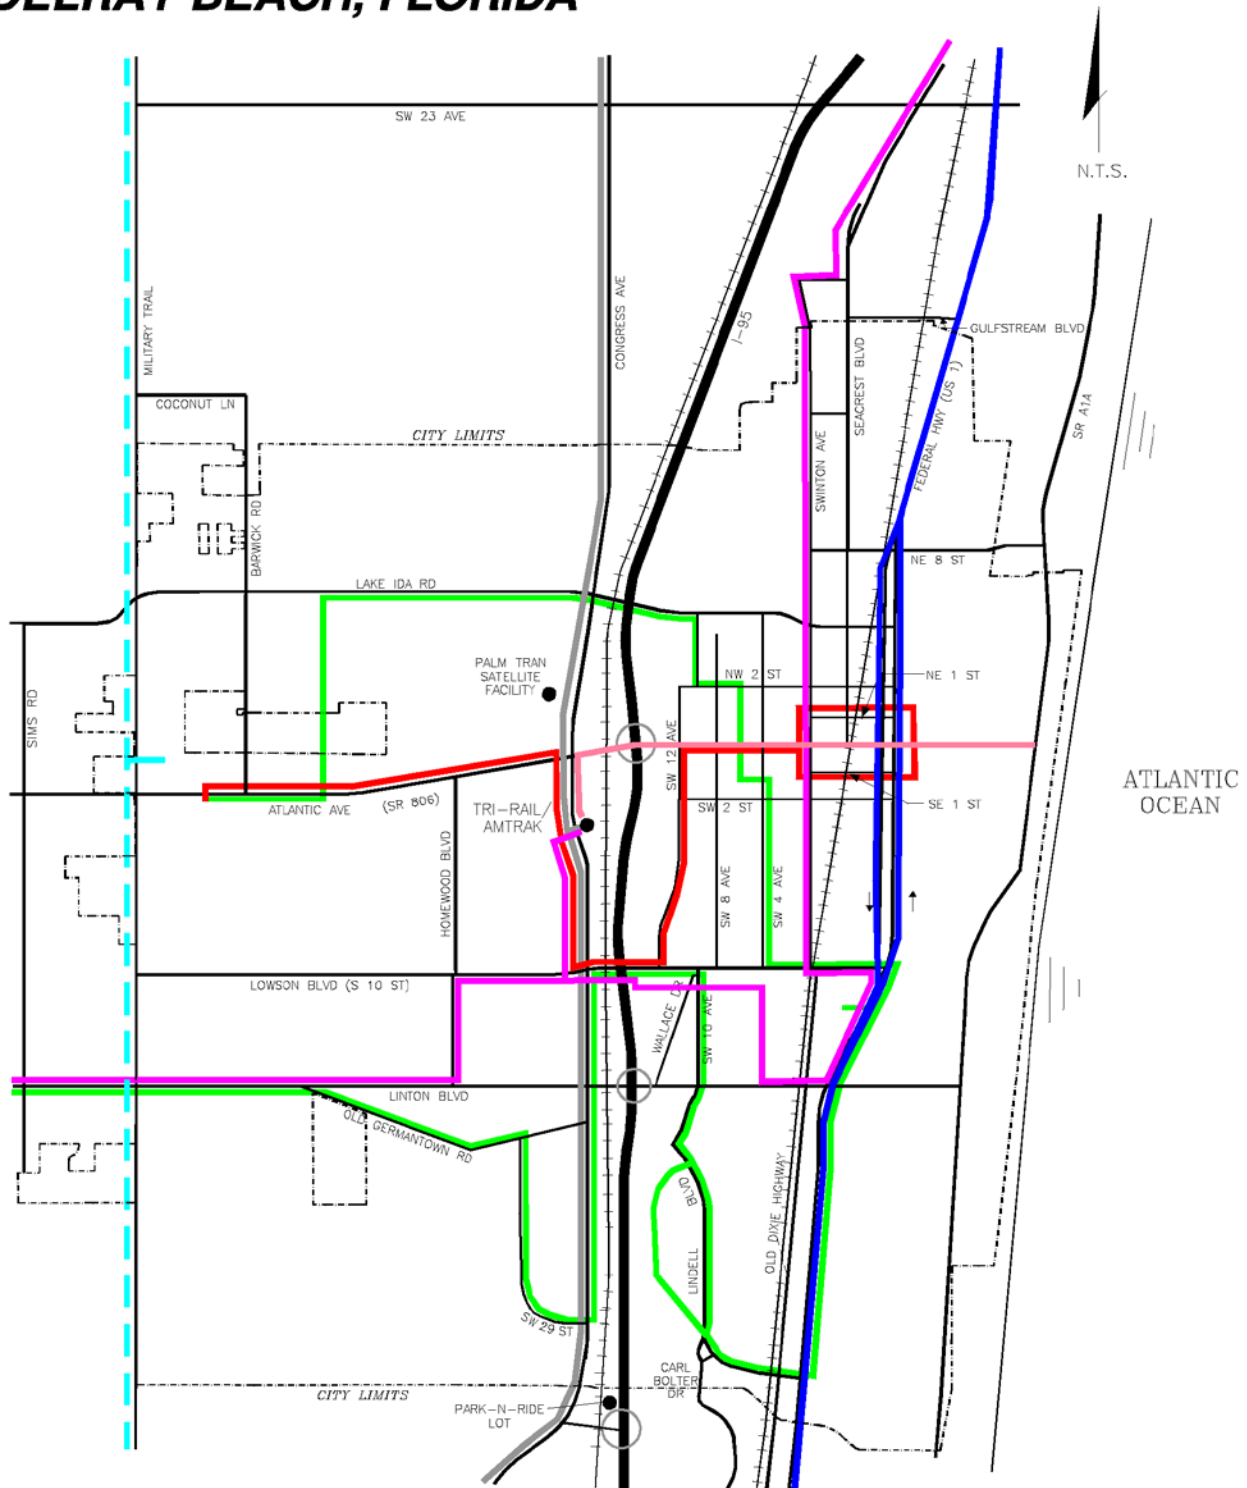 DELRAY BEACH, FLORIDA
SW 23 AVE
N.T.S.
MILITARY TRAIL
CONGRESS AVE
I-95
GULFSTREAM BLVD
SEACREST BLVD
COCONUT LN
CITY LIMITS
SWINTON AVE
FEDERAL HWY (US 1)
SR A1A
BARWICK RD
NE 8 ST
LAKE IDA RD
PALM TRAN
SATELLITE
FACILITY
NW 2 ST
NE 1 ST
SIMS RD
SW 12 AVE
ATLANTIC
OCEAN
ATLANTIC AVE
(SR 806)
TRI-RAIL/
AMTRAK
SW 2 ST
SE 1 ST
HOMEWOOD BLVD
SW 8 AVE
SW 4 AVE
LOWSON BLVD (S 10 ST)
WALLACE DR
SW 10 AVE
LINTON BLVD
OLD GERMANTOWN RD
LINDELL
BLVD
OLD DIXIE HIGHWAY
SW 29 ST
CARL
BOLTER
DR
CITY LIMITS
PARK-N-RIDE
LOT